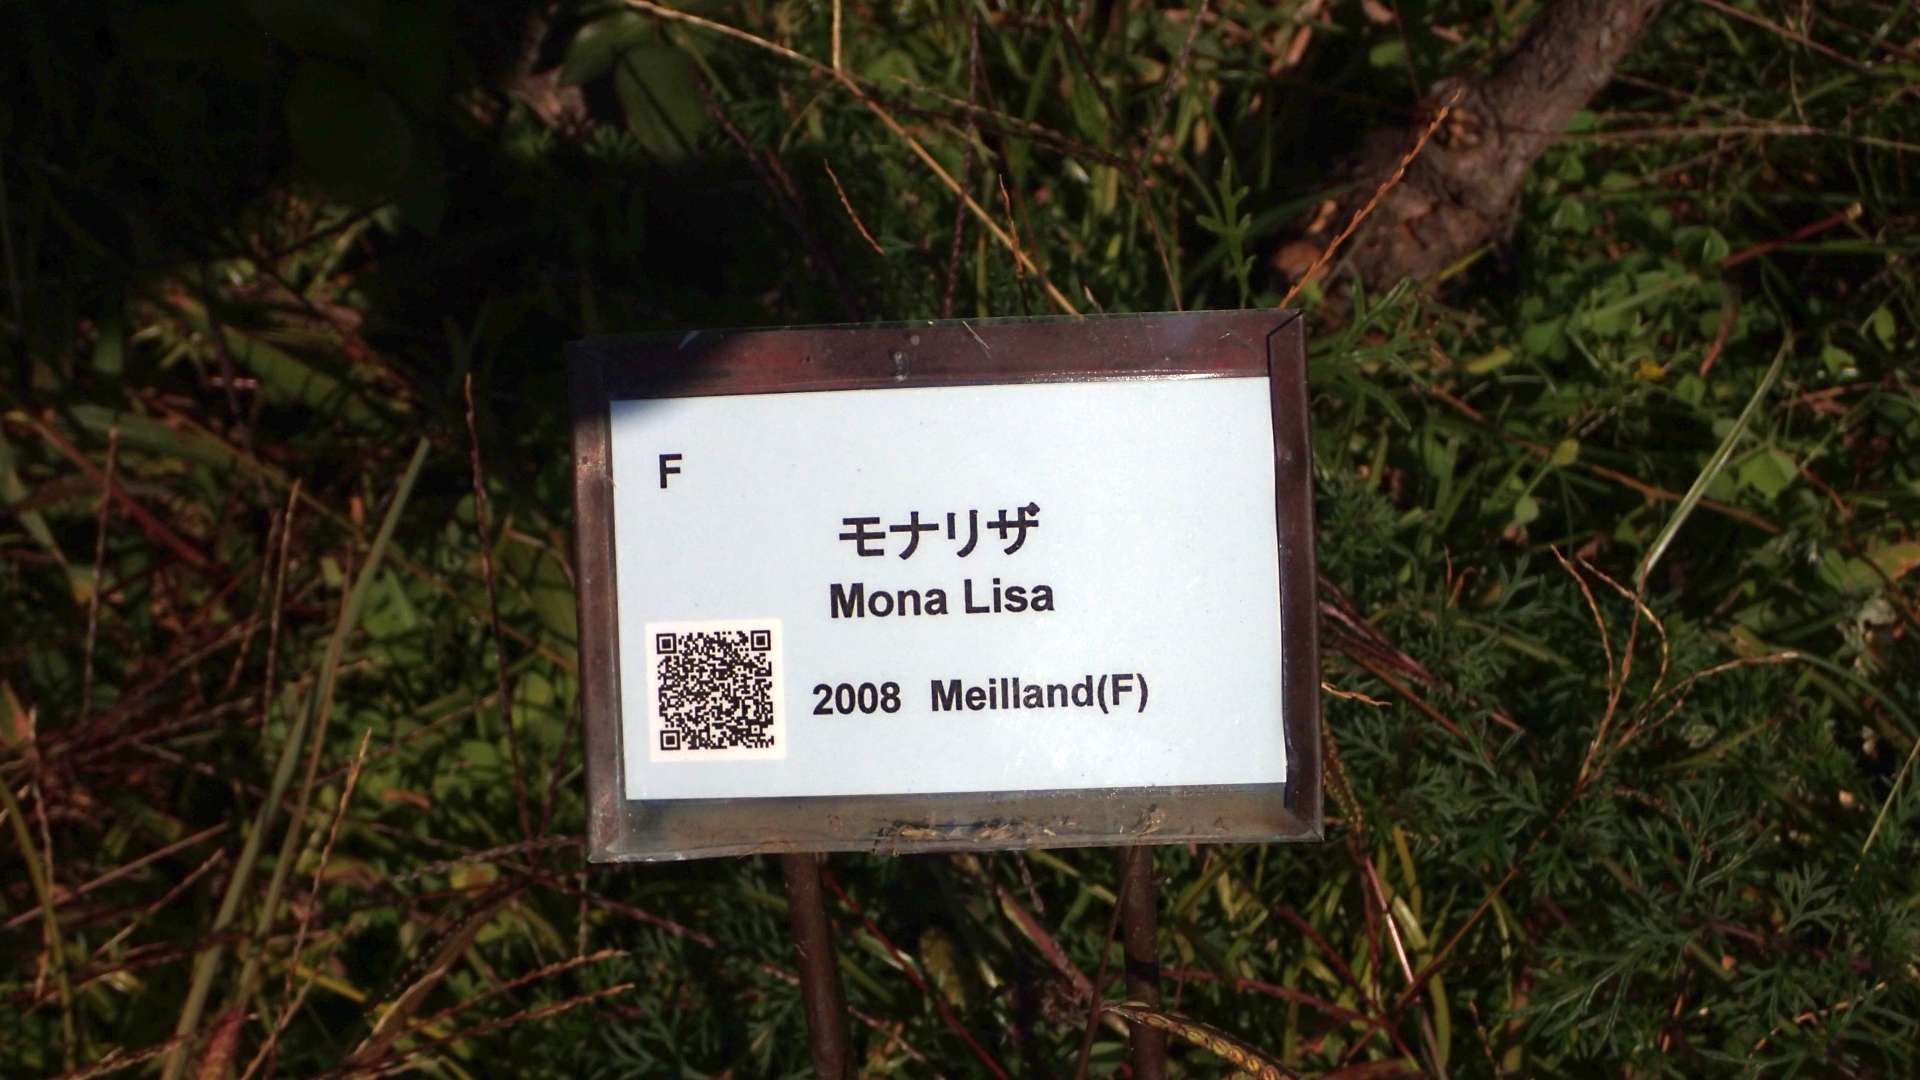 F
モナリザ
Mona Lisa
2008 Meilland(F)